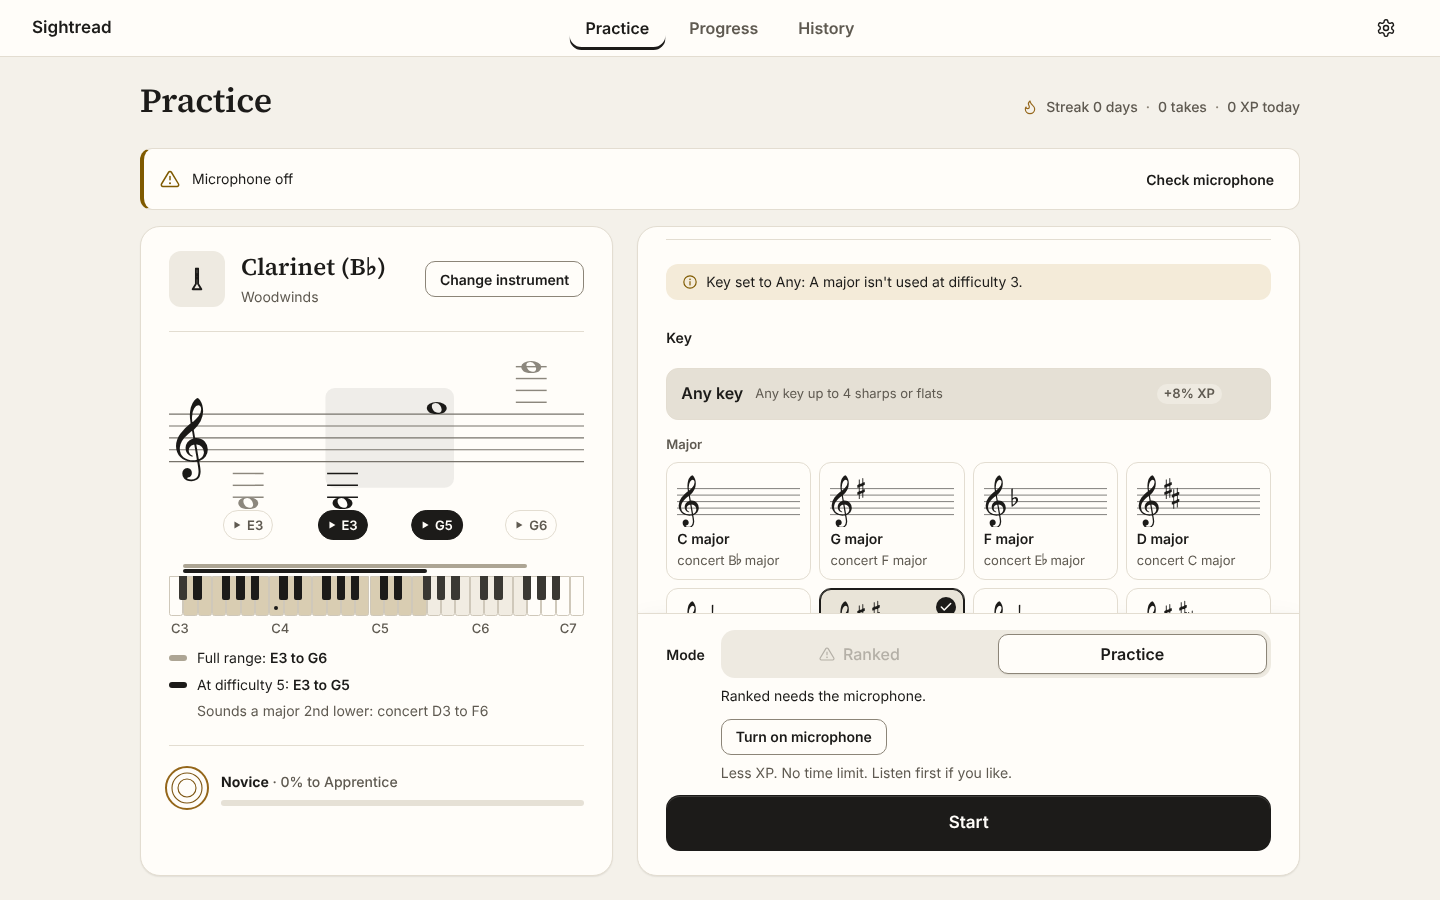 Sightread
Practice
Progress
History
Practice
Streak 0 days · 0 takes · 0 XP today
Microphone off
Check microphone
Clarinet (B♭)
Woodwinds
Change instrument
E3
E3
G5
G6
C3
C4
C5
C6
C7
Full range: E3 to G6
At difficulty 5: E3 to G5
Sounds a major 2nd lower: concert D3 to F6
Novice · 0% to Apprentice
Key set to Any: A major isn't used at difficulty 3.
Key
Any key Any key up to 4 sharps or flats +8% XP
Major
C major
concert B♭ major
G major
concert F major
F major
concert E♭ major
D major
concert C major
Mode
Ranked
Practice
Ranked needs the microphone.
Turn on microphone
Less XP. No time limit. Listen first if you like.
Start